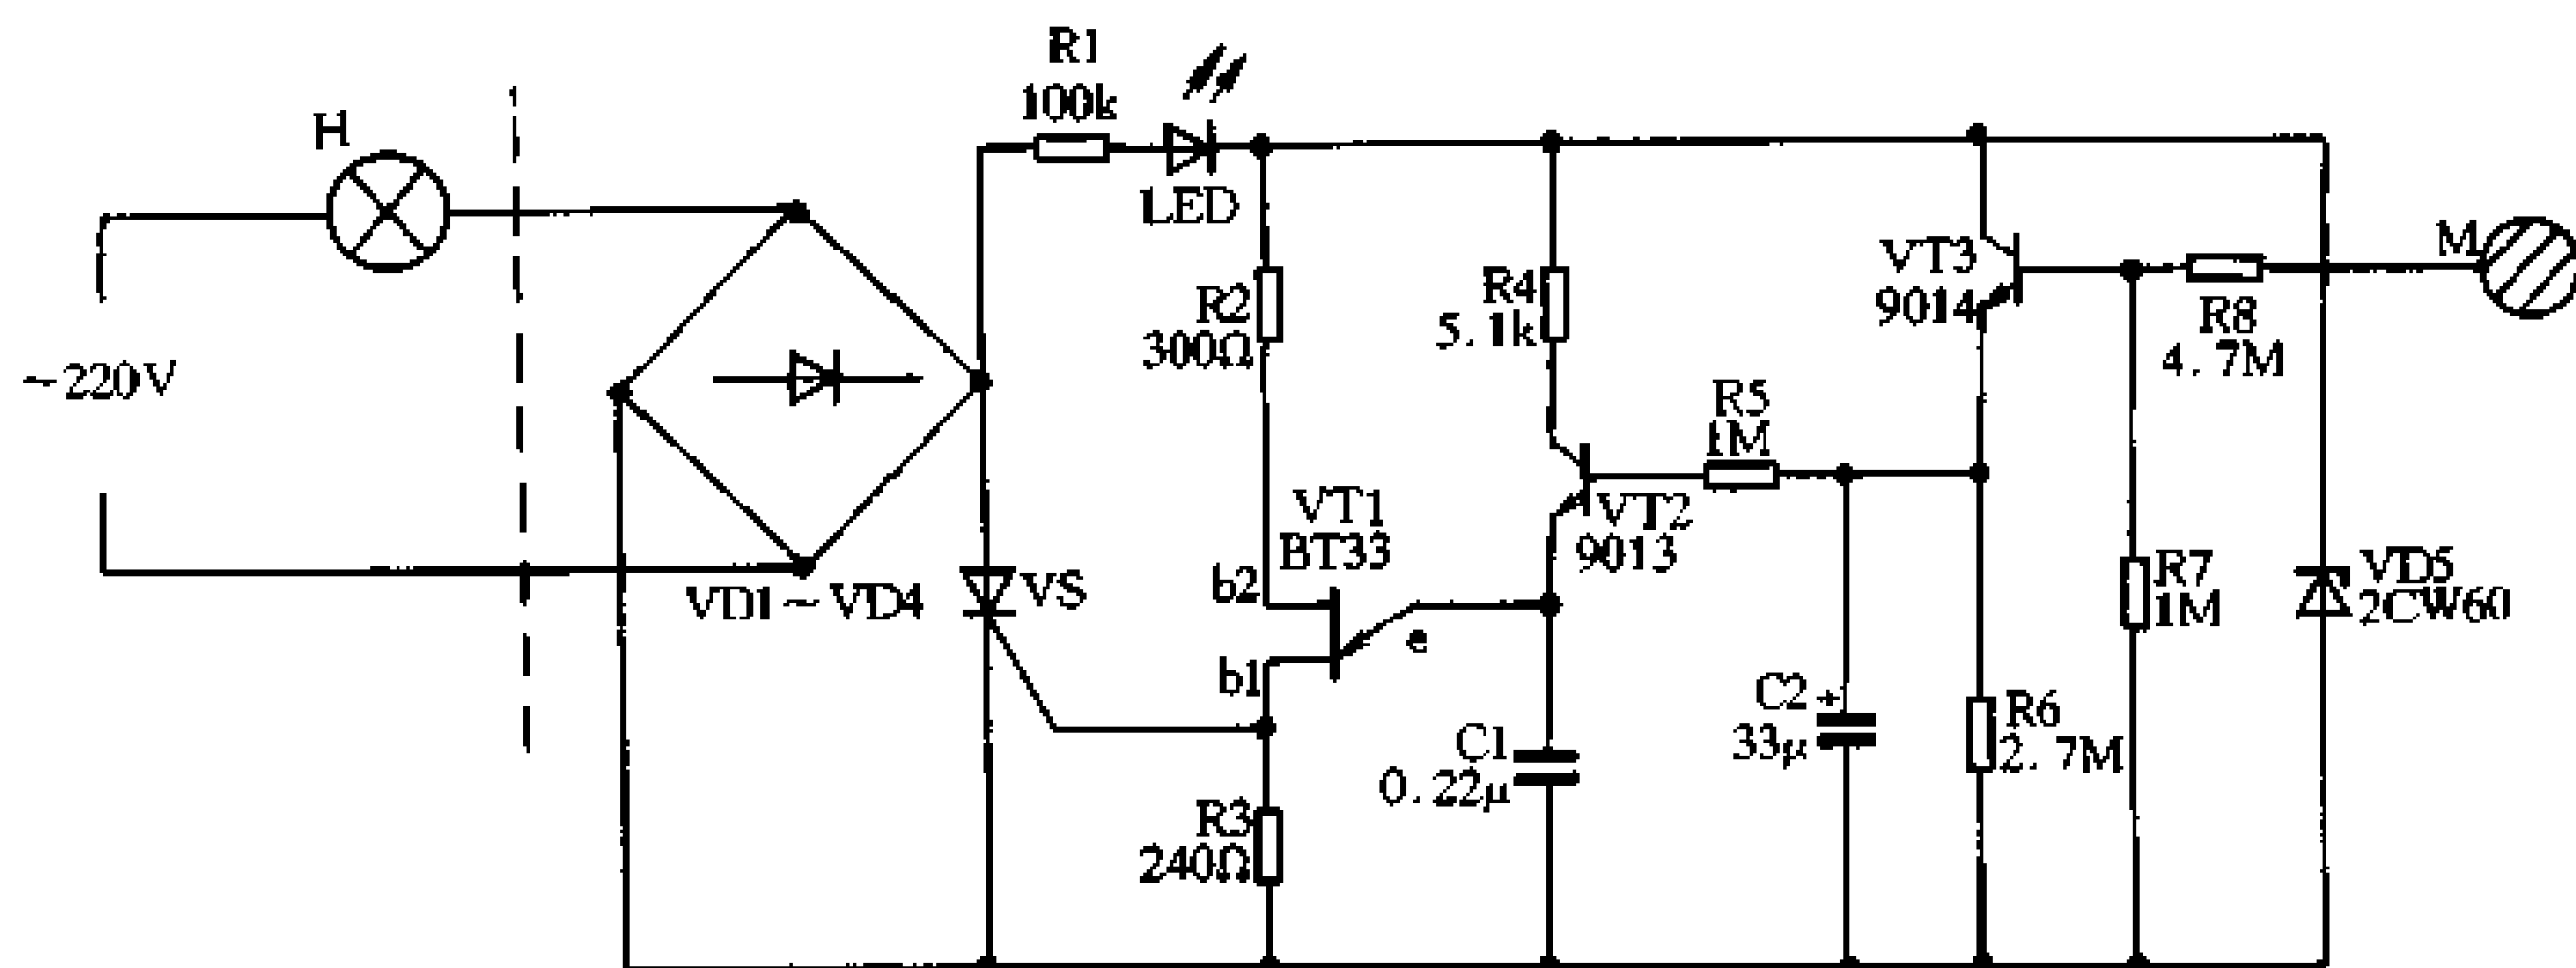 H
~220V
VD1~VD4
VS
R1
100k
LED
R2
300Ω
VT1
BT33
b2
b1
e
R3
240Ω
R4
5.1k
VT2
9013
C1
0.22μ
R5
1M
C2 +
33μ
VT3
9014
R6
2.7M
R8
4.7M
R7
1M
M
VD5
2CW60